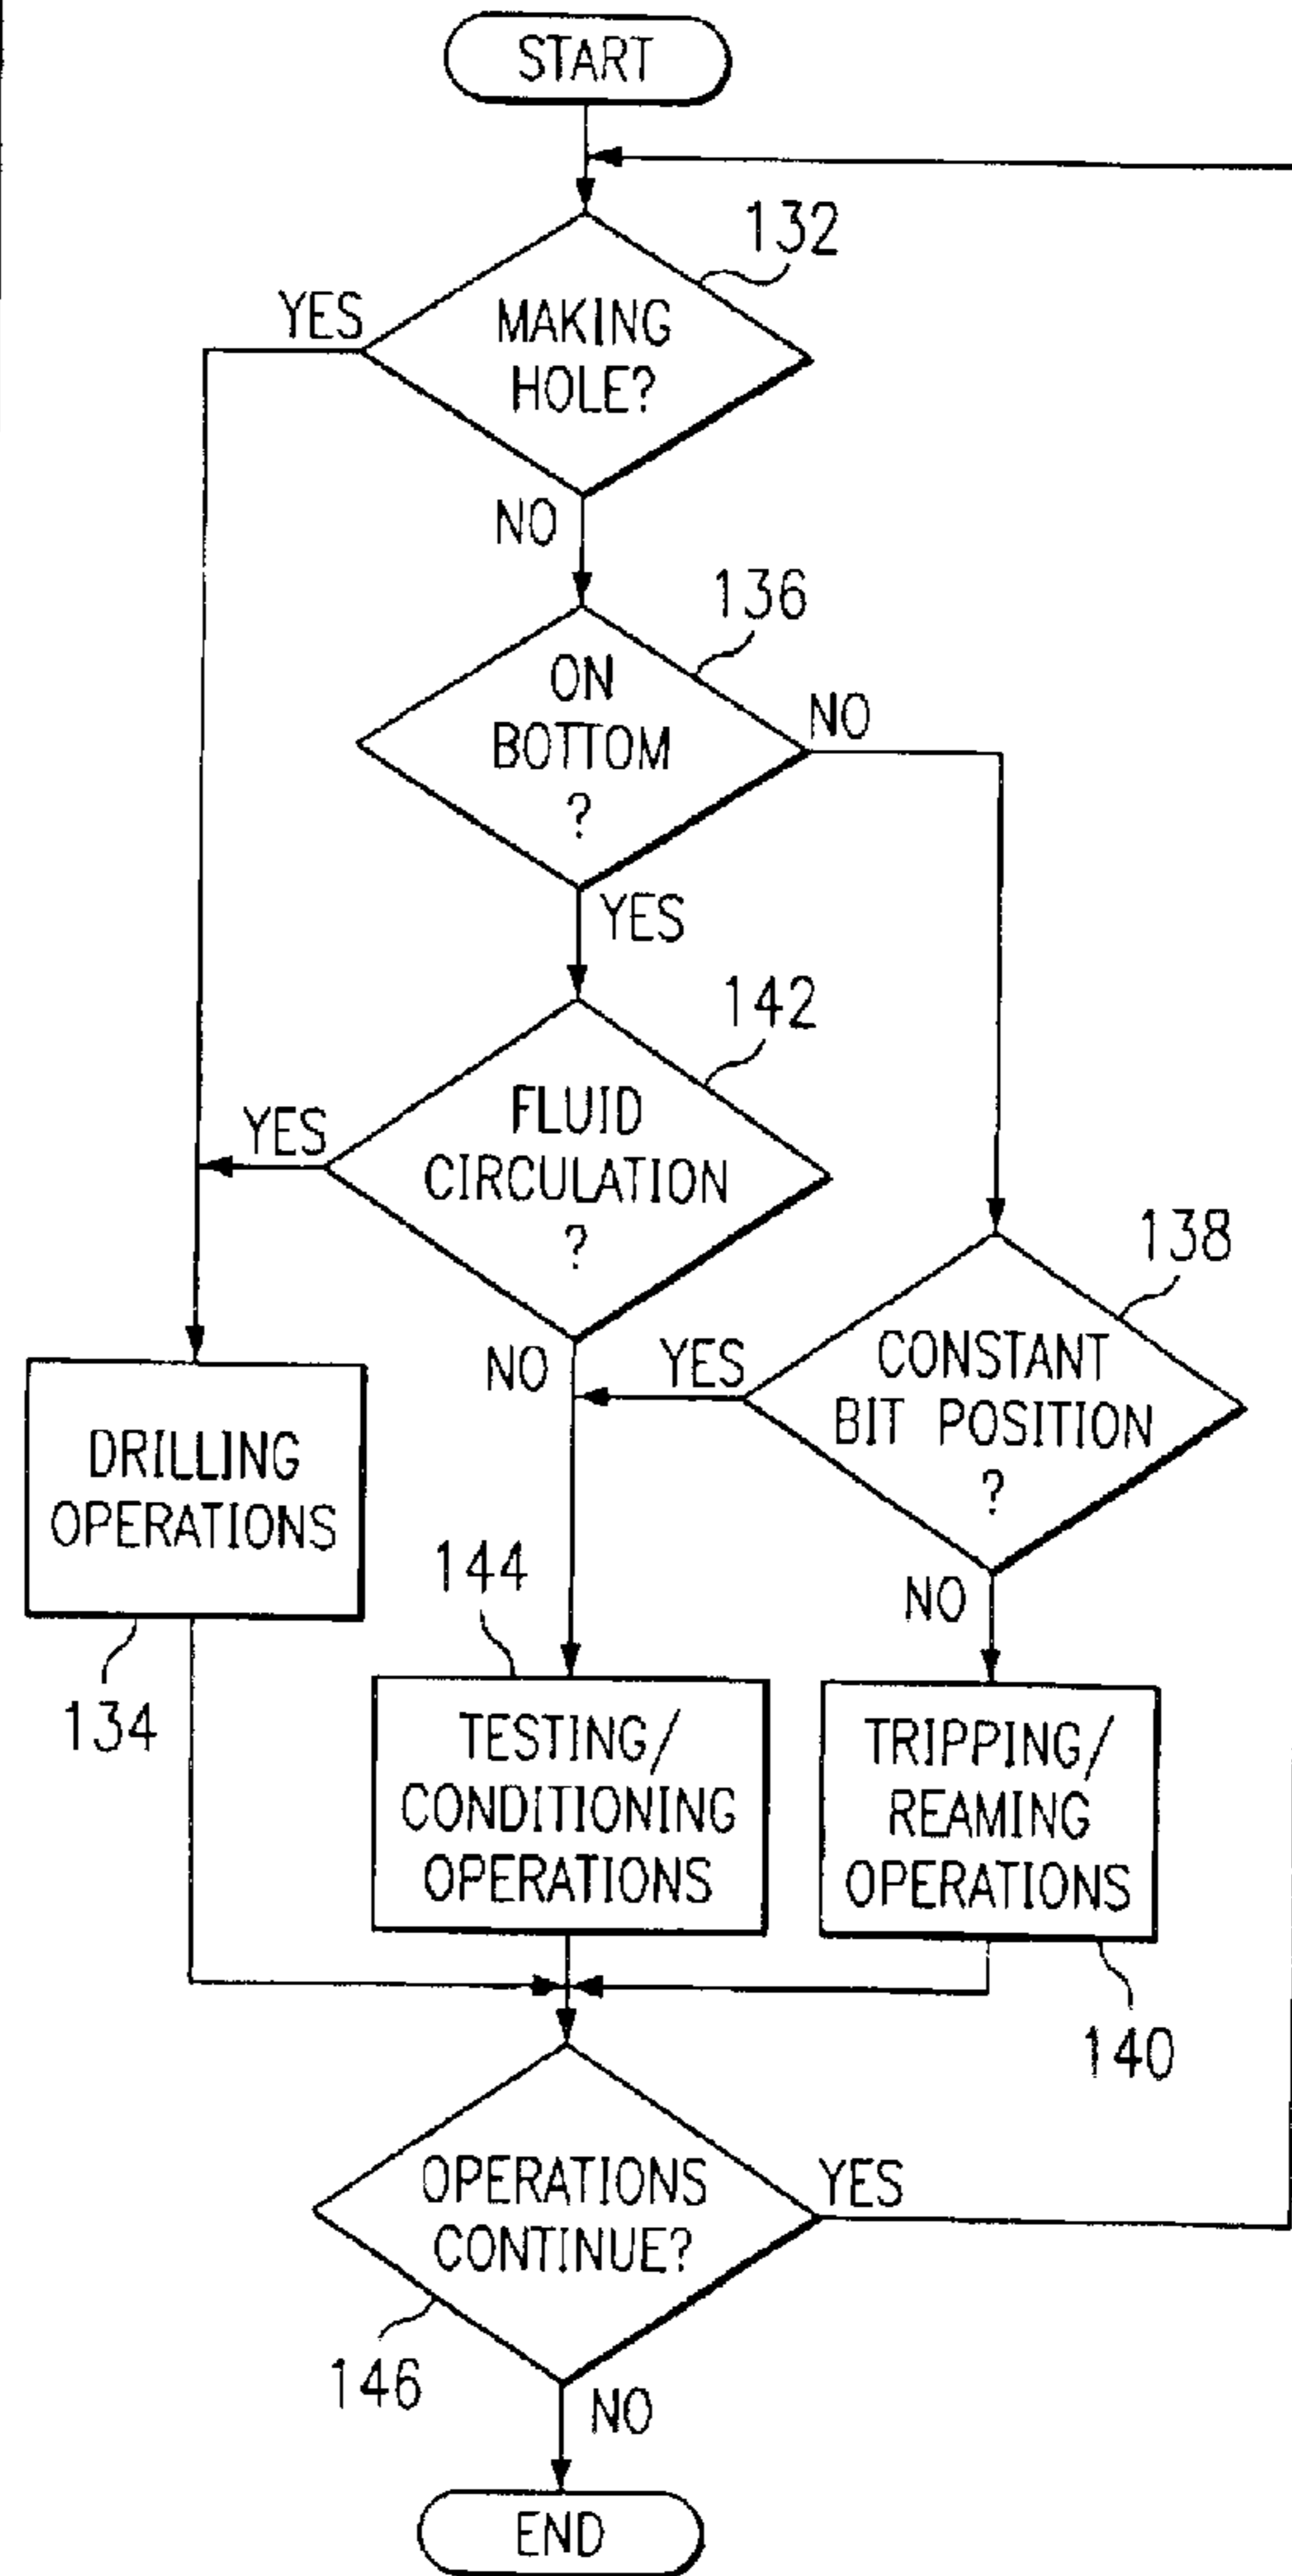 START
132
YES
MAKING
HOLE?
NO
136
ON
BOTTOM
?
NO
YES
142
YES
FLUID
CIRCULATION
?
138
NO
YES
CONSTANT
BIT POSITION
?
DRILLING
OPERATIONS
144
NO
134
TESTING/
CONDITIONING
OPERATIONS
TRIPPING/
REAMING
OPERATIONS
140
OPERATIONS
CONTINUE?
YES
146
NO
END